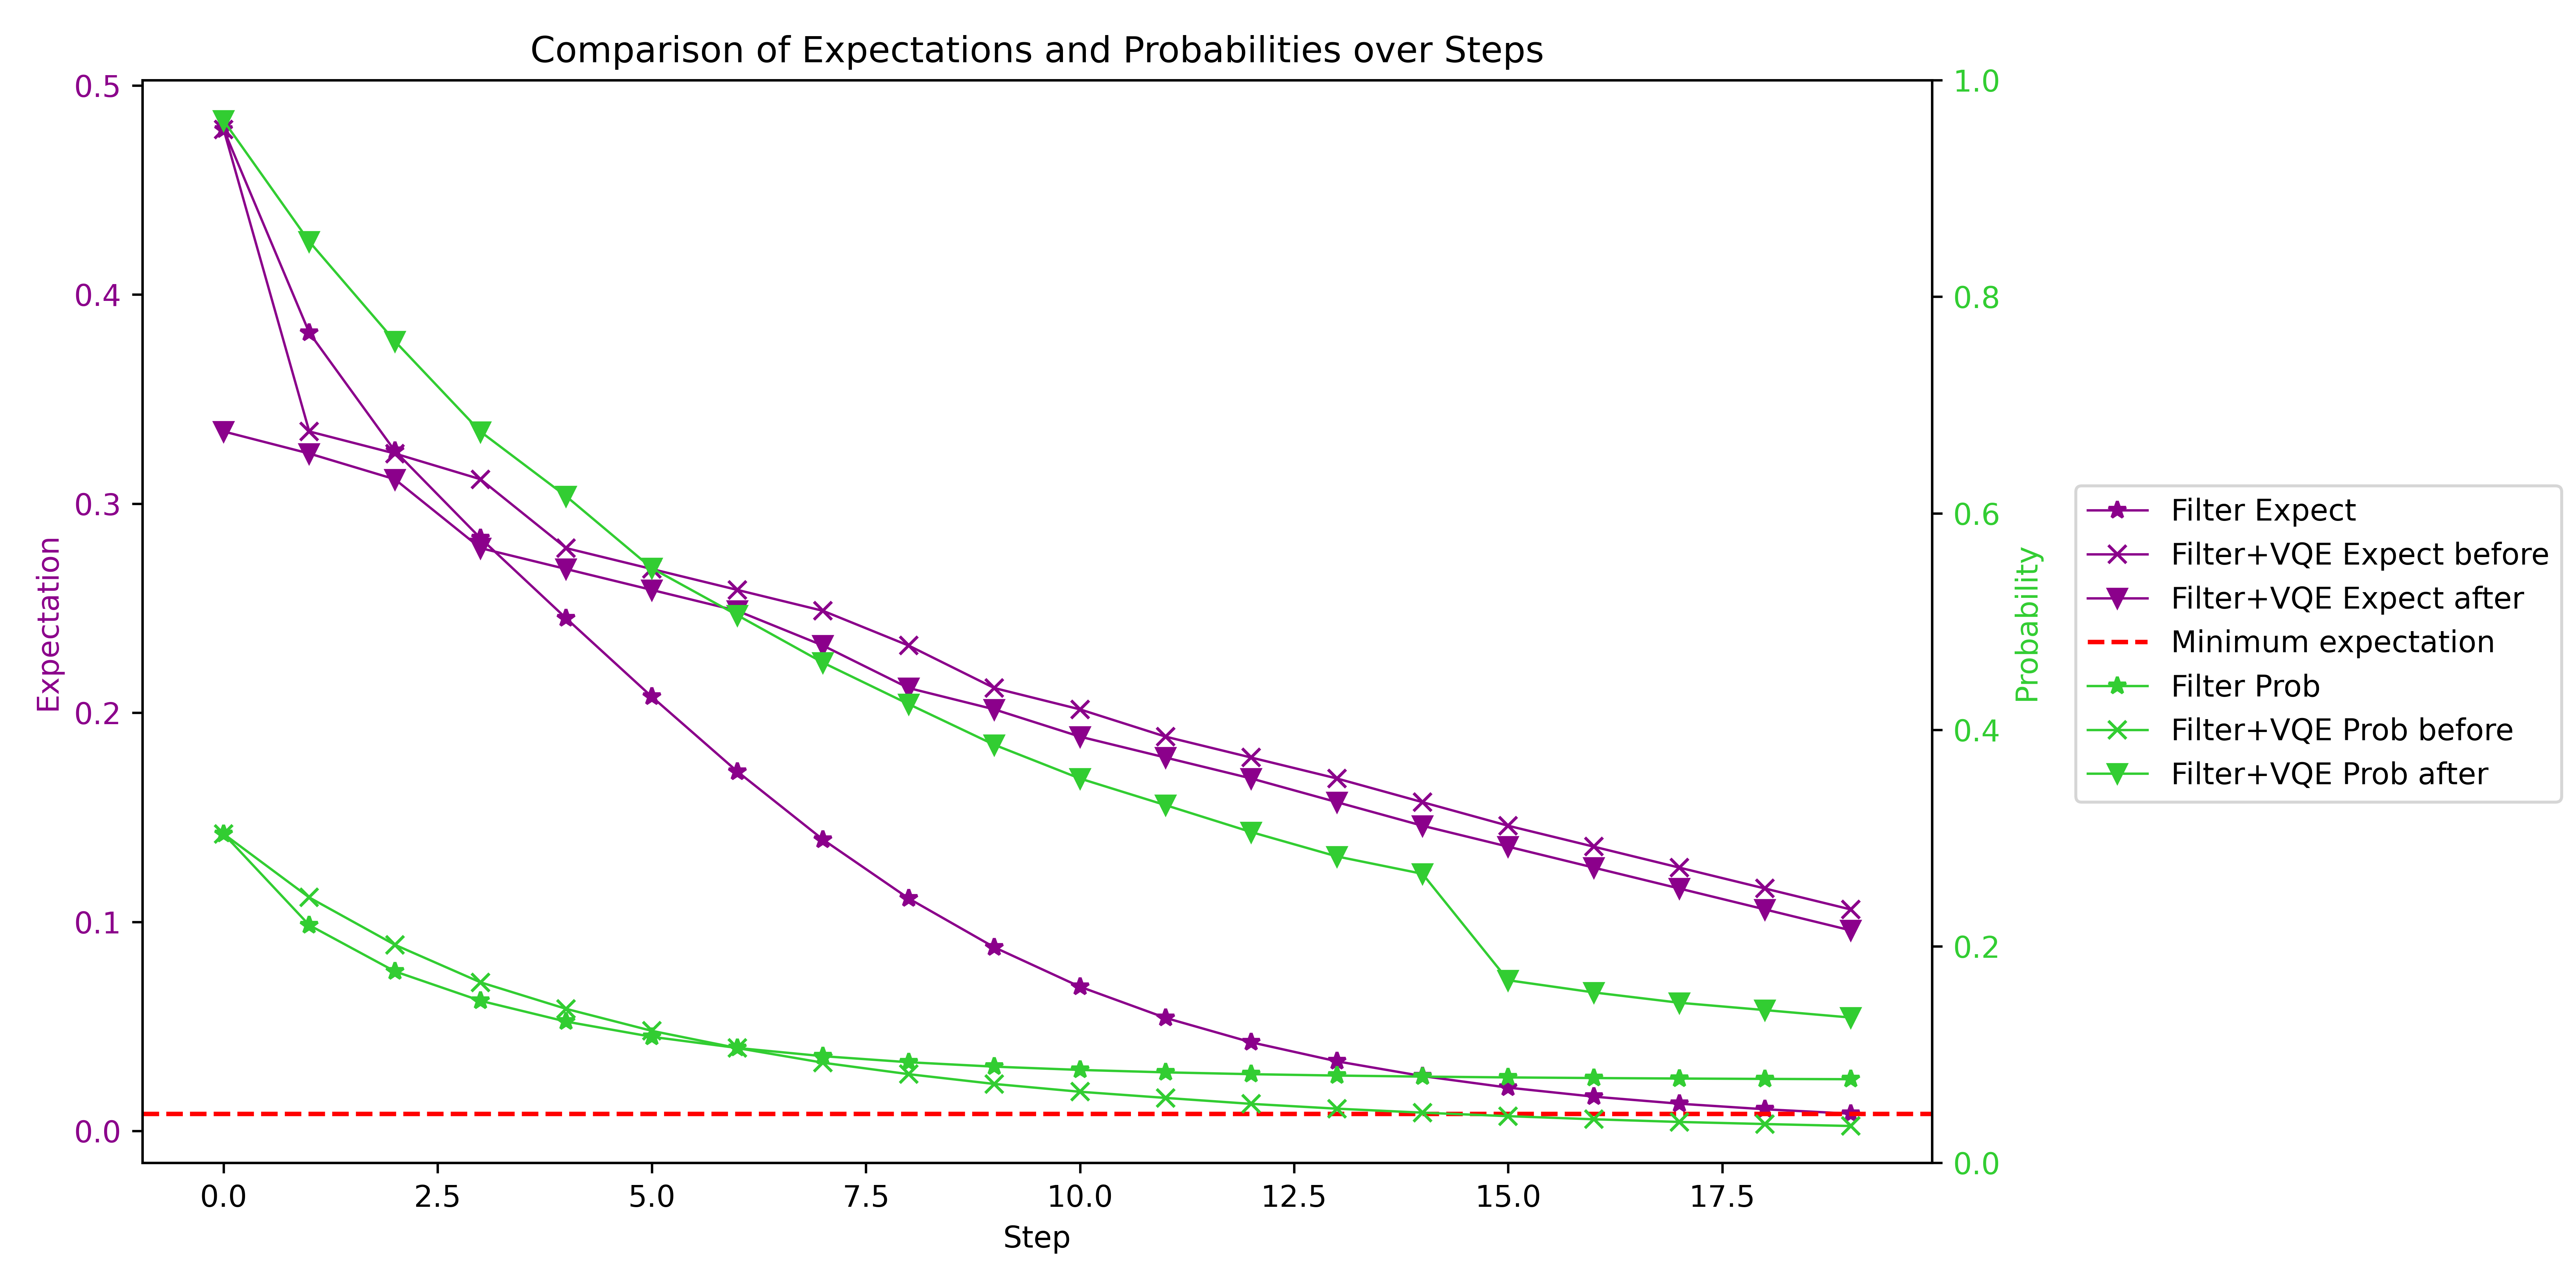 Comparison of Expectations and Probabilities over Steps
Expectation
0.5
0.4
0.3
0.2
0.1
0.0
0.0 2.5 5.0 7.5 10.0 12.5 15.0 17.5
Step
1.0
0.8
0.6
0.4
0.2
0.0
Probability
Filter Expect
Filter+VQE Expect before
Filter+VQE Expect after
Minimum expectation
Filter Prob
Filter+VQE Prob before
Filter+VQE Prob after